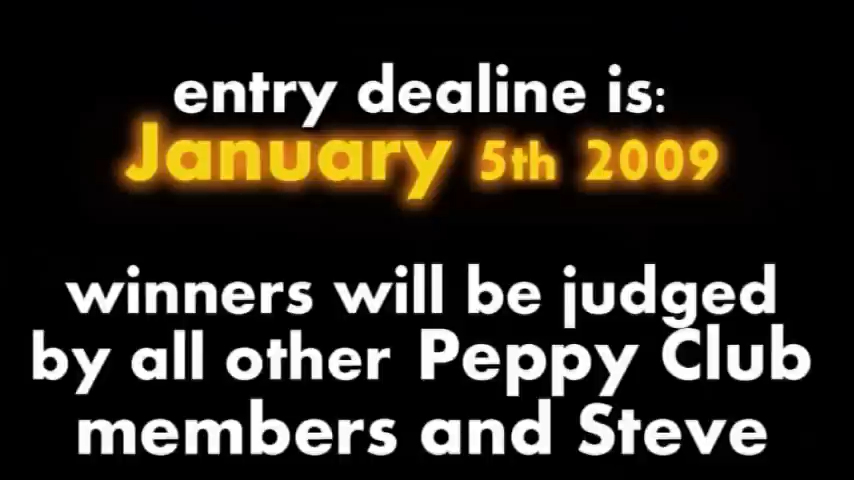 entry dealine is:
January 5th 2009
winners will be judged
by all other Peppy Club
members and Steve